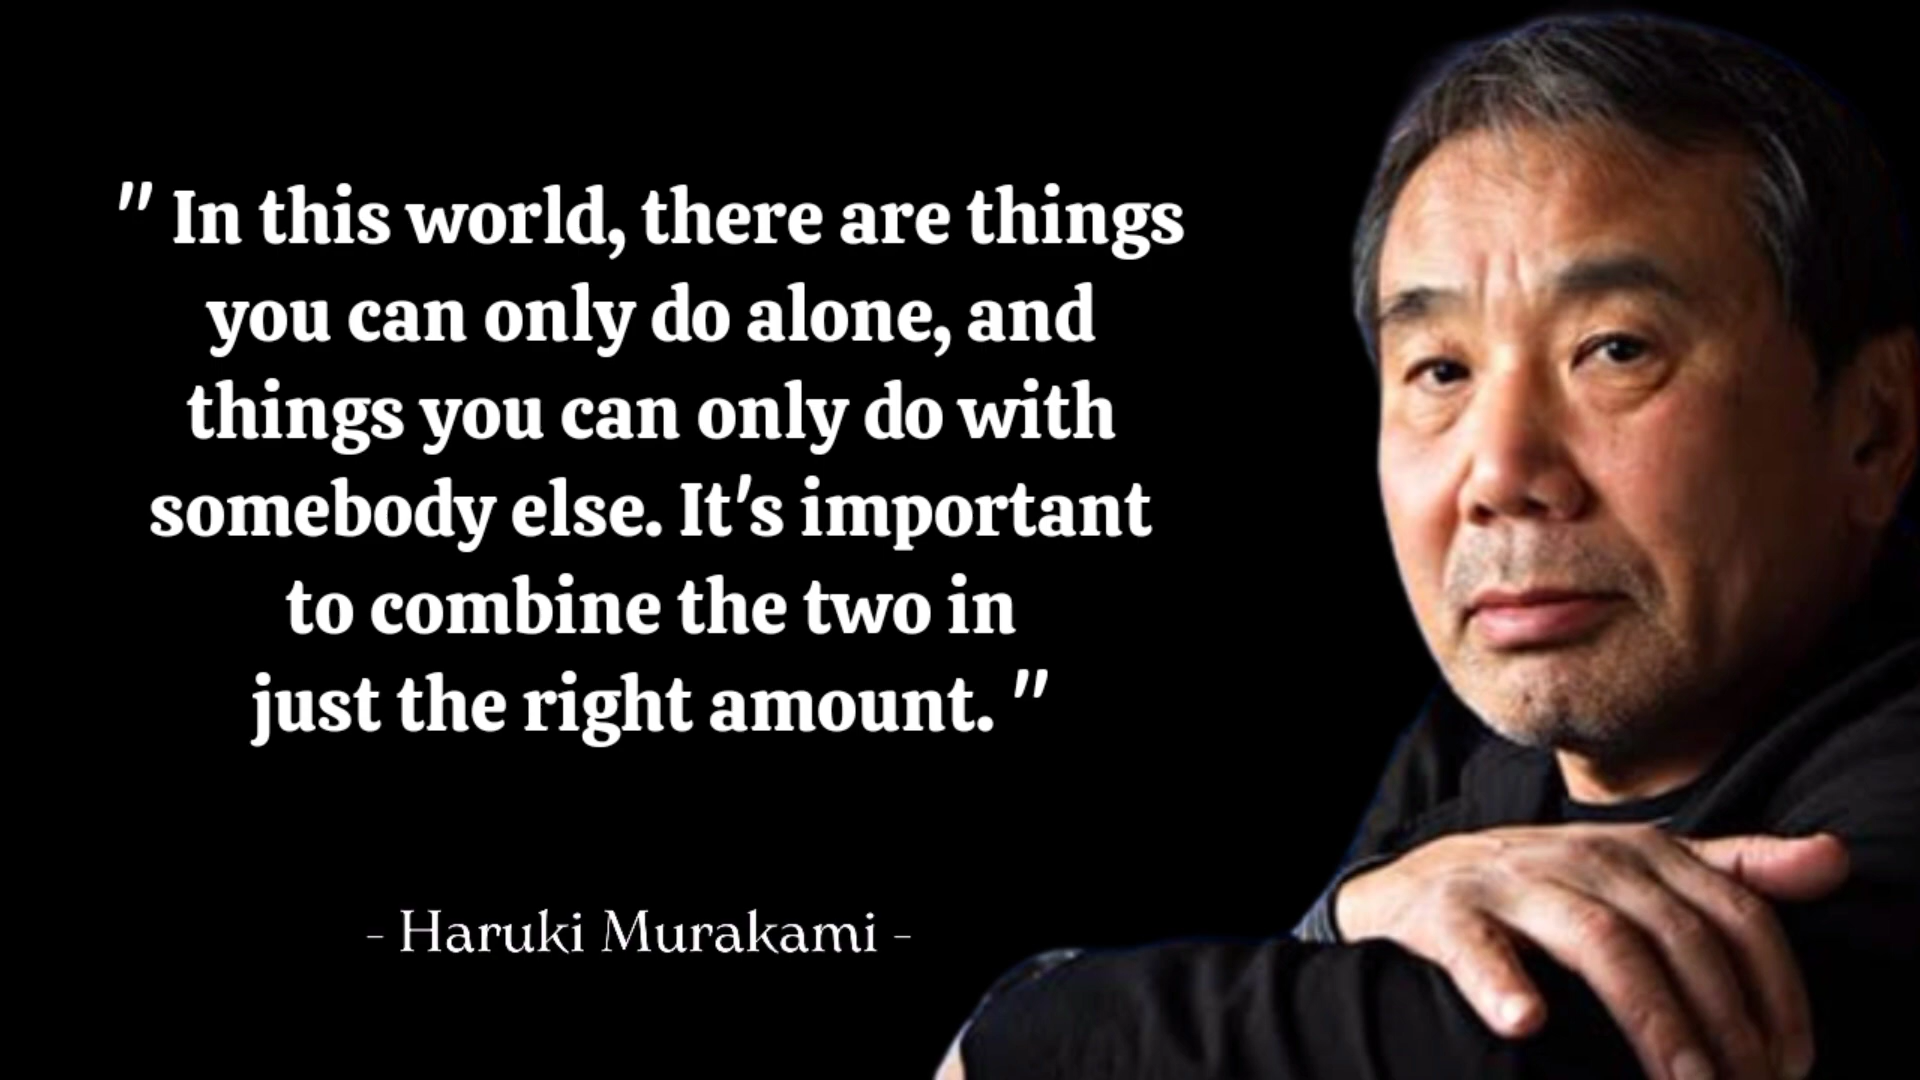 " In this world, there are things
you can only do alone, and
things you can only do with
somebody else. It's important
to combine the two in
just the right amount. "
- Haruki Murakami -